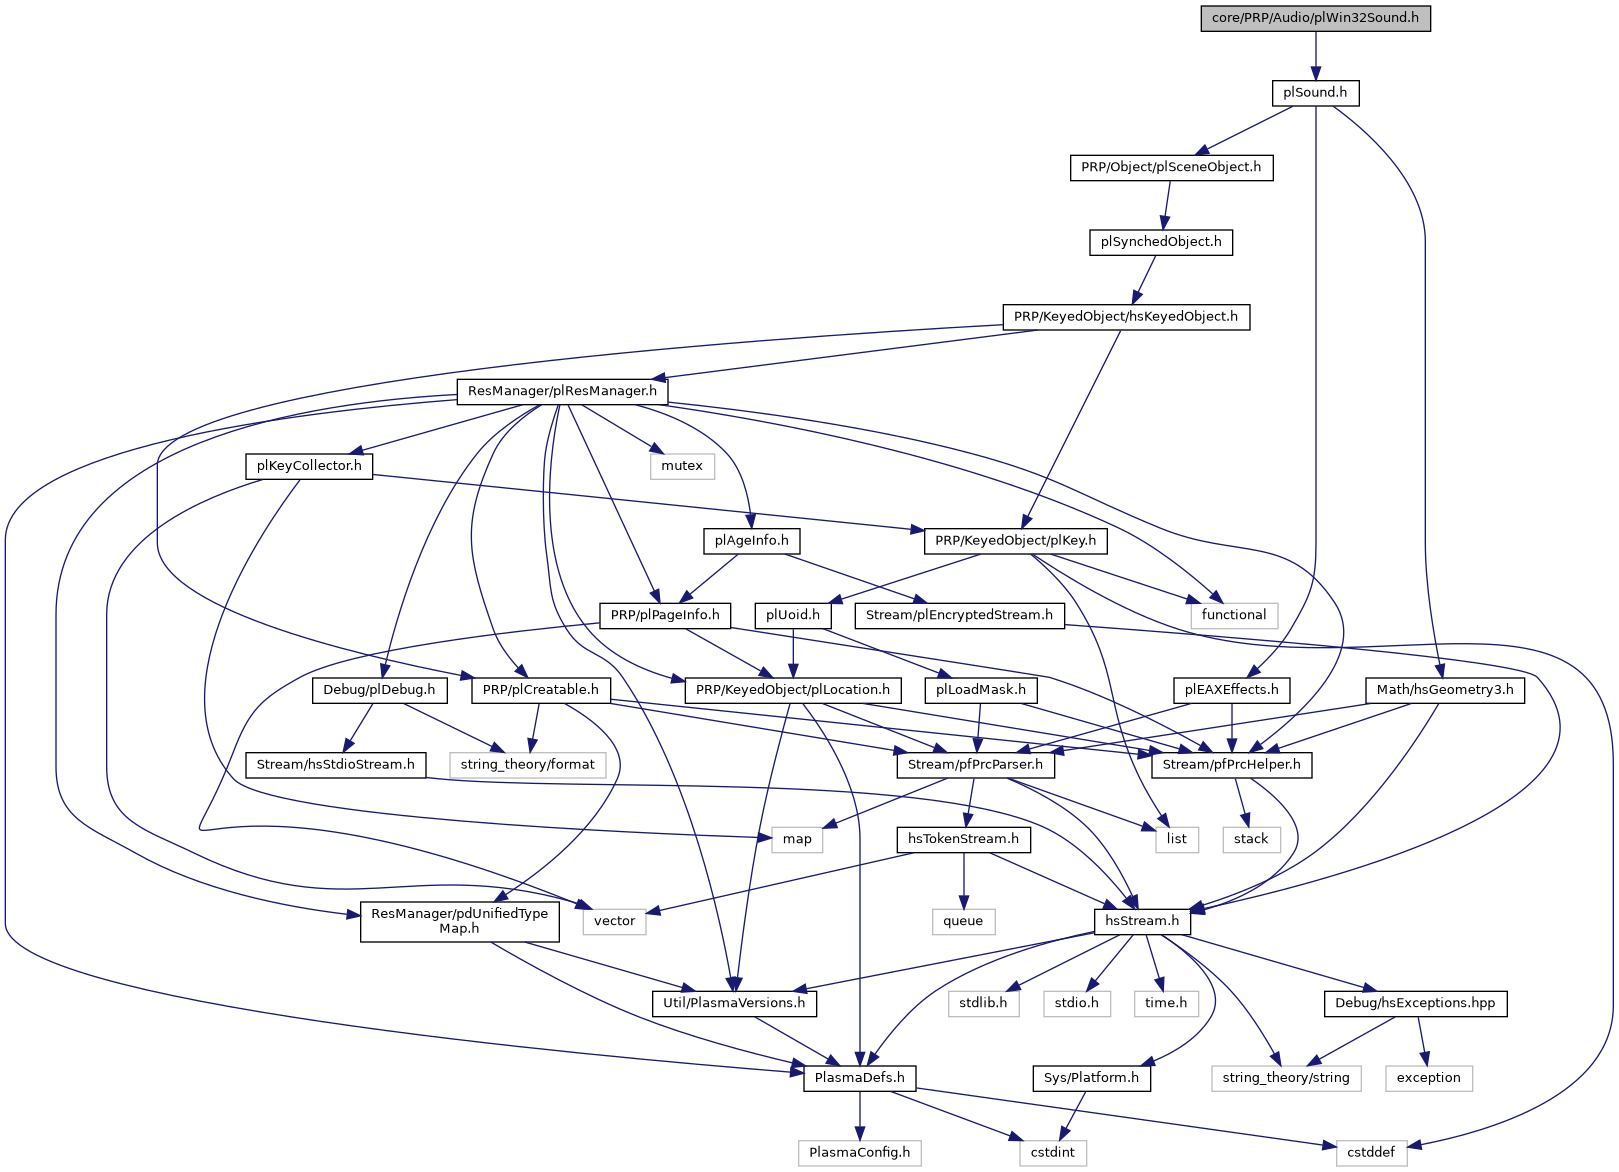 core/PRP/Audio/plWin32Sound.h
plSound.h
PRP/Object/plSceneObject.h
plSynchedObject.h
PRP/KeyedObject/hsKeyedObject.h
ResManager/plResManager.h
plKeyCollector.h
mutex
plAgeInfo.h
PRP/KeyedObject/plKey.h
PRP/plPageInfo.h
plUoid.h
Stream/plEncryptedStream.h
functional
Debug/plDebug.h
PRP/plCreatable.h
PRP/KeyedObject/plLocation.h
plLoadMask.h
plEAXEffects.h
Math/hsGeometry3.h
Stream/hsStdioStream.h
string_theory/format
Stream/pfPrcParser.h
Stream/pfPrcHelper.h
map
hsTokenStream.h
list
stack
ResManager/pdUnifiedType
Map.h
vector
queue
hsStream.h
Util/PlasmaVersions.h
stdlib.h
stdio.h
time.h
Debug/hsExceptions.hpp
PlasmaDefs.h
Sys/Platform.h
string_theory/string
exception
PlasmaConfig.h
cstdint
cstddef